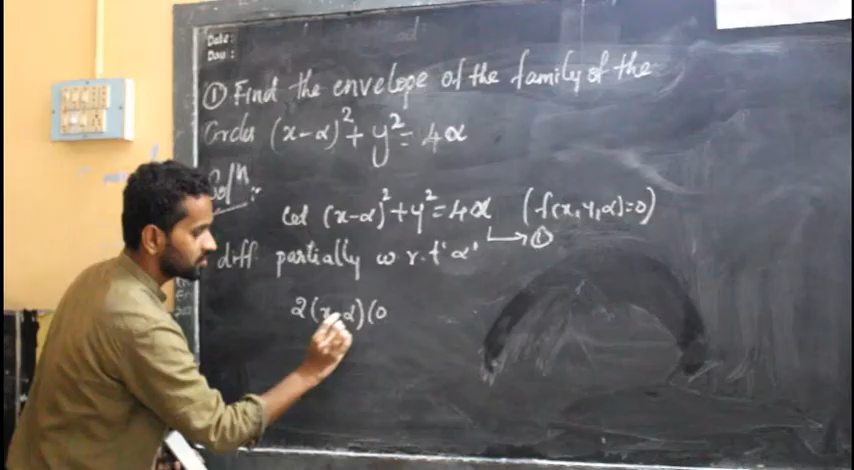 Date:
Day:
① Find the envelope of the family of the
Circles (x-α)²+ y²= 4α
Solⁿ:
Let (x-α)²+y²=4α (f(x,y,α)=0)
→①
diff partially w.r.t 'α'
2(x-α)(0